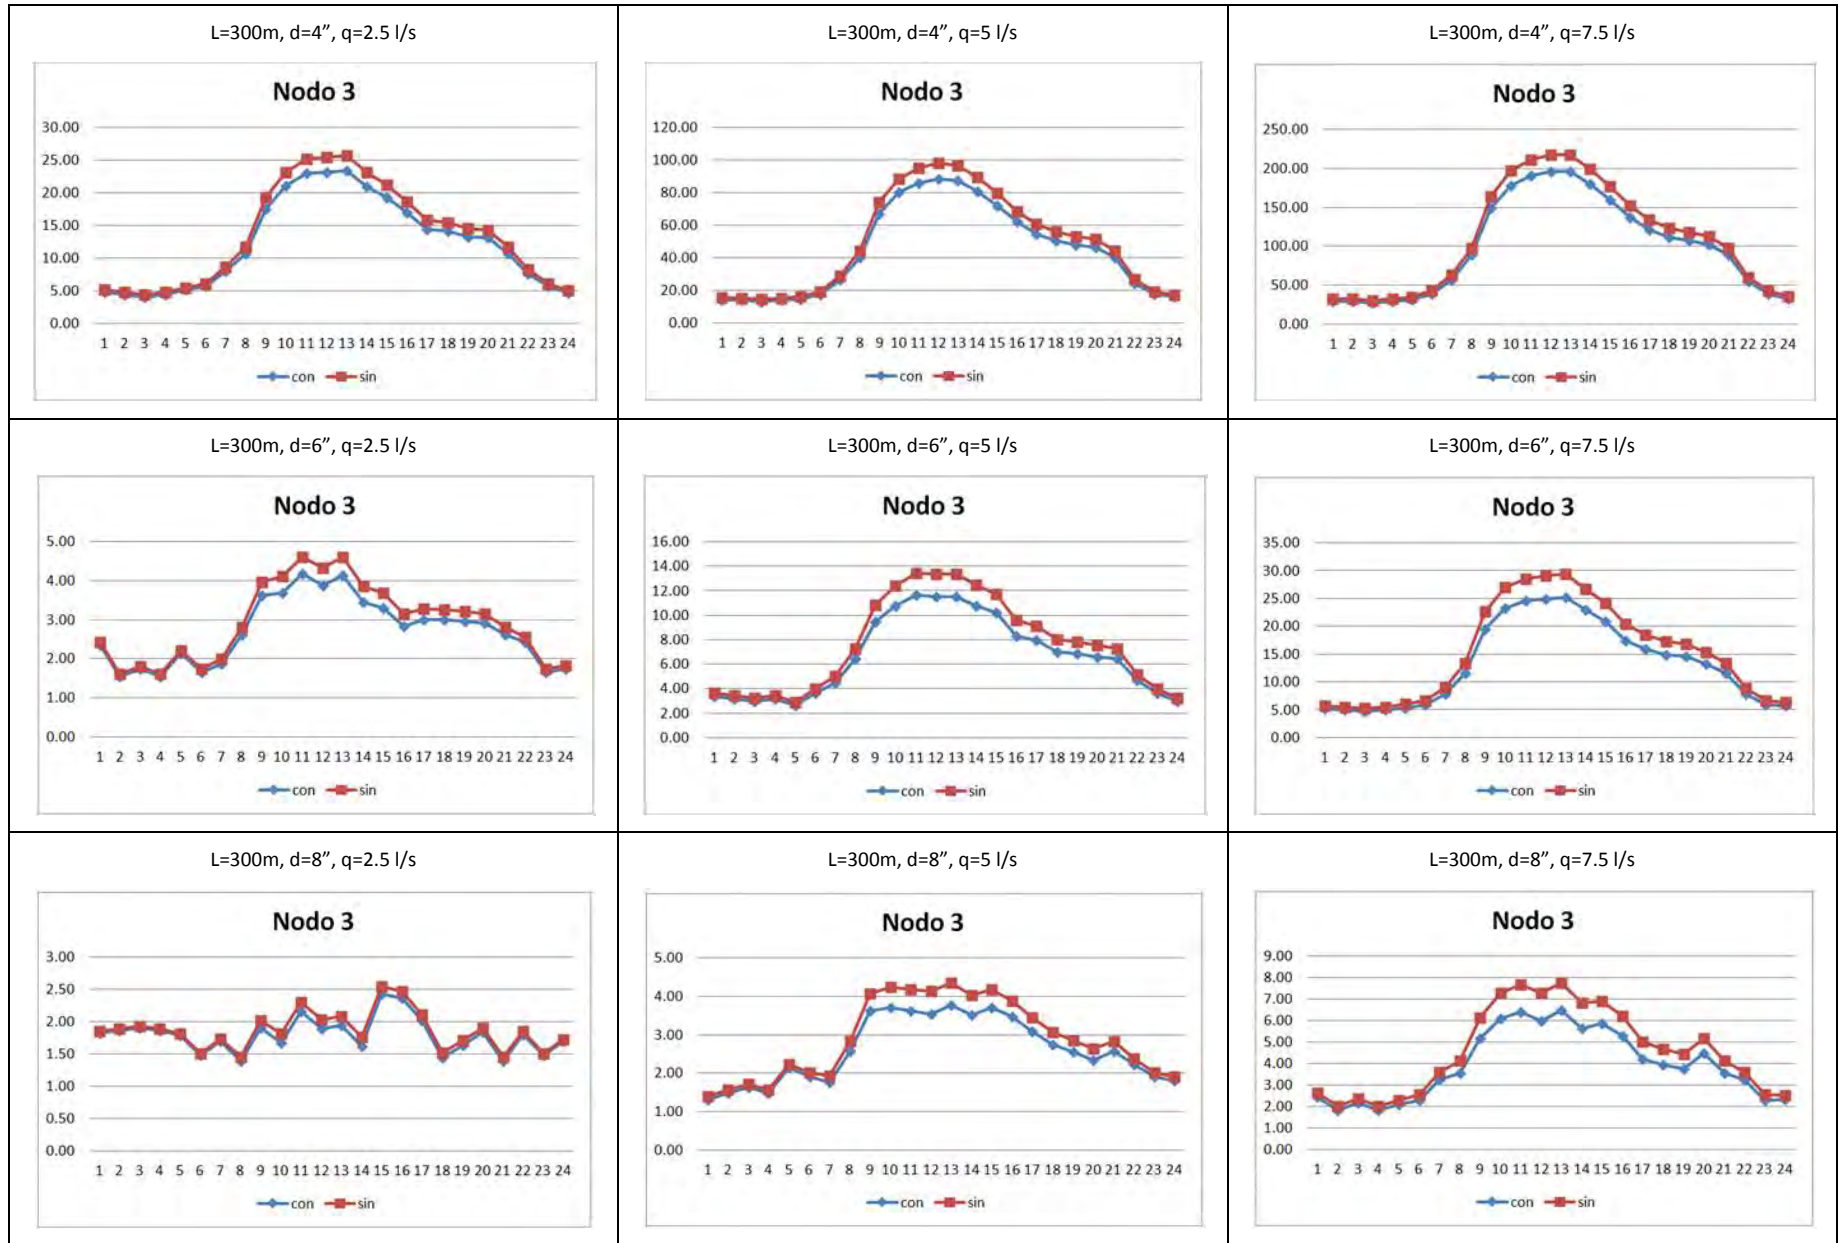 L=300m, d=4”, q=2.5 l/s
Nodo 3
30.00
25.00
20.00
15.00
10.00
5.00
0.00
1 2 3 4 5 6 7 8 9 10 11 12 13 14 15 16 17 18 19 20 21 22 23 24
con sin
L=300m, d=4”, q=5 l/s
Nodo 3
120.00
100.00
80.00
60.00
40.00
20.00
0.00
1 2 3 4 5 6 7 8 9 10 11 12 13 14 15 16 17 18 19 20 21 22 23 24
con sin
L=300m, d=4”, q=7.5 l/s
Nodo 3
250.00
200.00
150.00
100.00
50.00
0.00
1 2 3 4 5 6 7 8 9 10 11 12 13 14 15 16 17 18 19 20 21 22 23 24
con sin
L=300m, d=6”, q=2.5 l/s
Nodo 3
5.00
4.00
3.00
2.00
1.00
0.00
1 2 3 4 5 6 7 8 9 10 11 12 13 14 15 16 17 18 19 20 21 22 23 24
con sin
L=300m, d=6”, q=5 l/s
Nodo 3
16.00
14.00
12.00
10.00
8.00
6.00
4.00
2.00
0.00
1 2 3 4 5 6 7 8 9 10 11 12 13 14 15 16 17 18 19 20 21 22 23 24
con sin
L=300m, d=6”, q=7.5 l/s
Nodo 3
35.00
30.00
25.00
20.00
15.00
10.00
5.00
0.00
1 2 3 4 5 6 7 8 9 10 11 12 13 14 15 16 17 18 19 20 21 22 23 24
con sin
L=300m, d=8”, q=2.5 l/s
Nodo 3
3.00
2.50
2.00
1.50
1.00
0.50
0.00
1 2 3 4 5 6 7 8 9 10 11 12 13 14 15 16 17 18 19 20 21 22 23 24
con sin
L=300m, d=8”, q=5 l/s
Nodo 3
5.00
4.00
3.00
2.00
1.00
0.00
1 2 3 4 5 6 7 8 9 10 11 12 13 14 15 16 17 18 19 20 21 22 23 24
con sin
L=300m, d=8”, q=7.5 l/s
Nodo 3
9.00
8.00
7.00
6.00
5.00
4.00
3.00
2.00
1.00
0.00
1 2 3 4 5 6 7 8 9 10 11 12 13 14 15 16 17 18 19 20 21 22 23 24
con sin